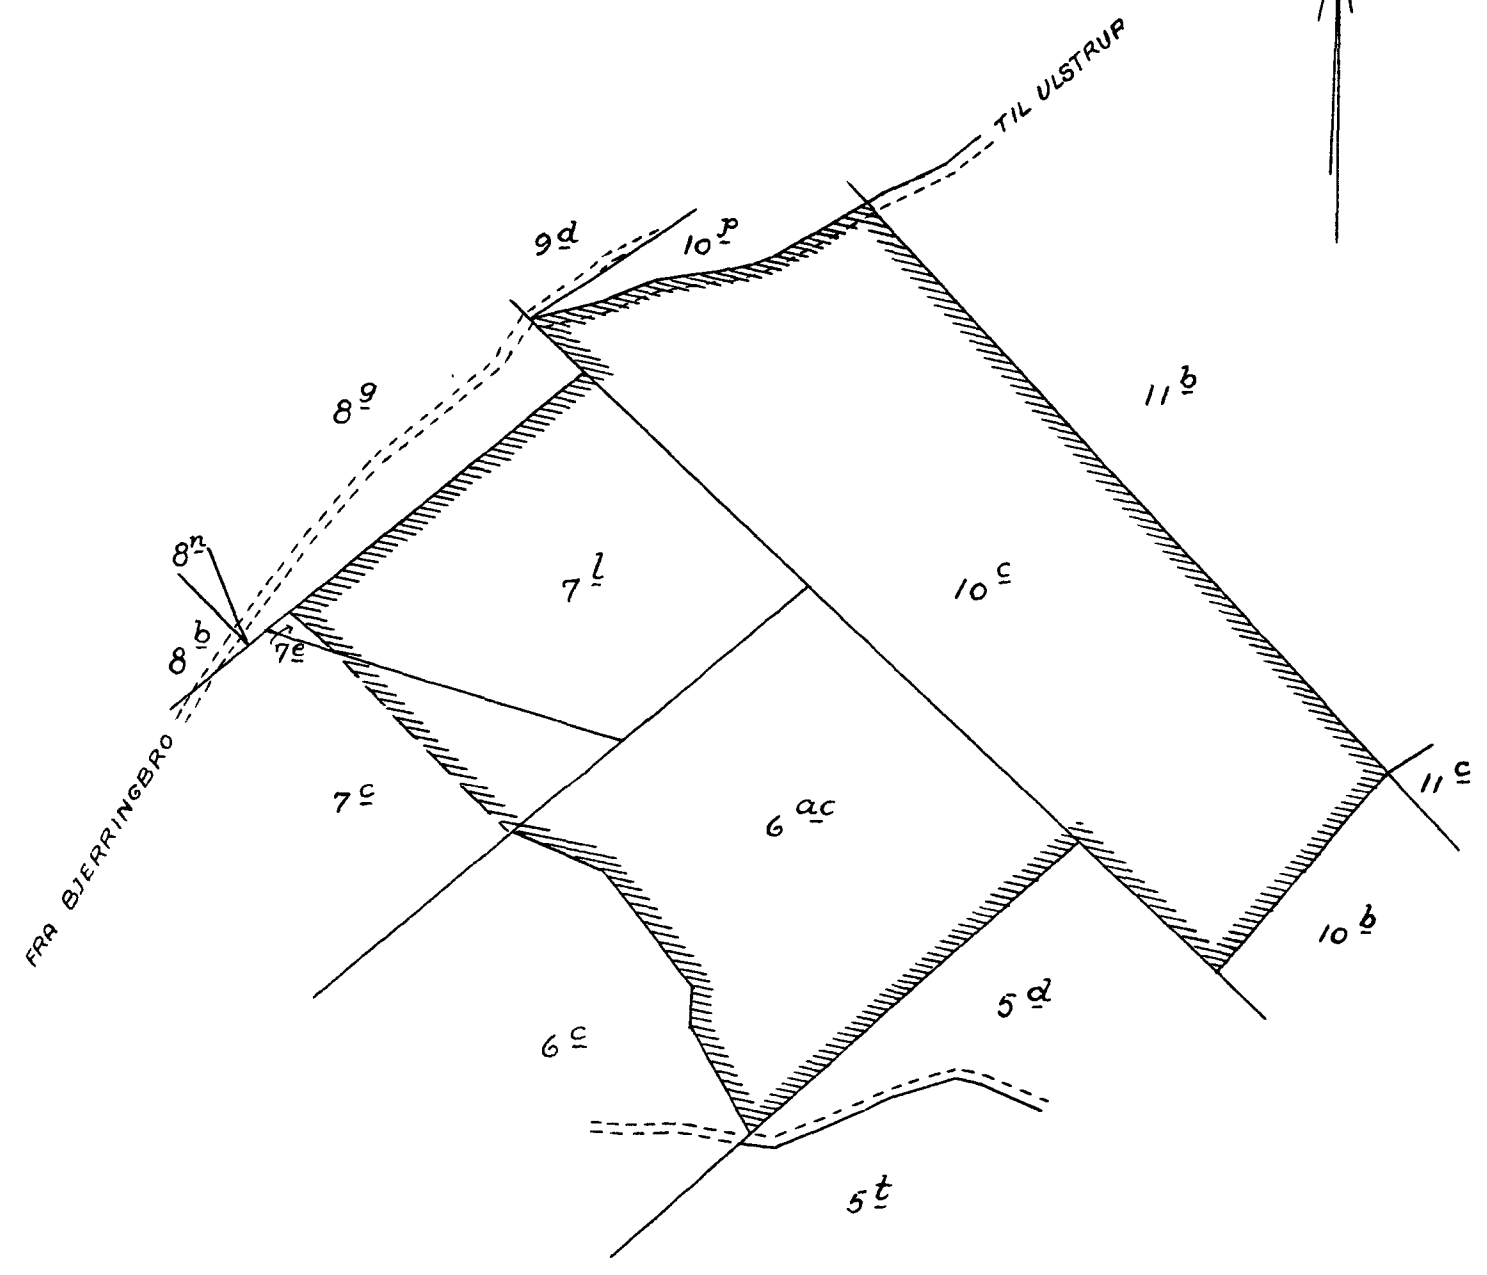 TIL ULSTRUP
9d
10p
11b
8g
8n
7l
10c
8b
7e
FRA BJERRINGBRO
7c
6ac
11c
10b
5d
6c
5t